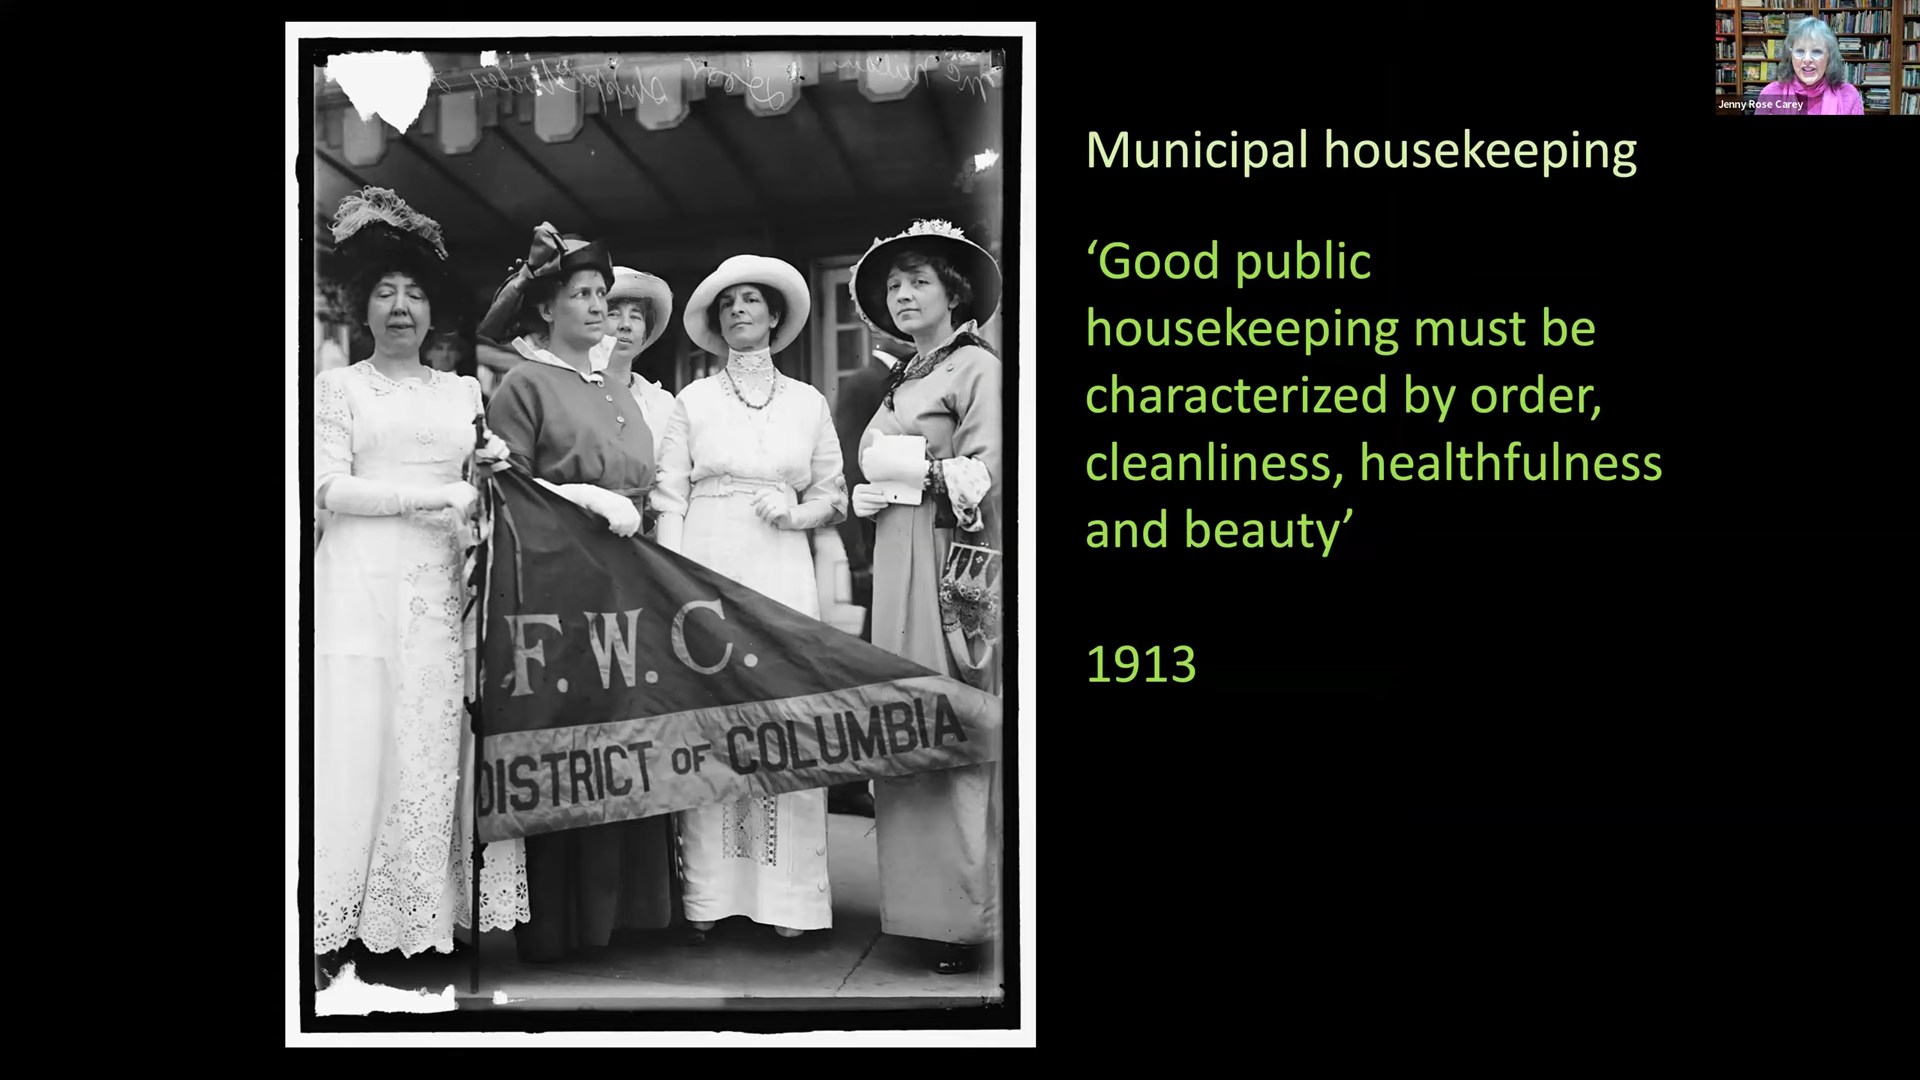 Jenny Rose Carey
Municipal housekeeping
‘Good public
housekeeping must be
characterized by order,
cleanliness, healthfulness
and beauty’
1913
F.W.C.
DISTRICT OF COLUMBIA